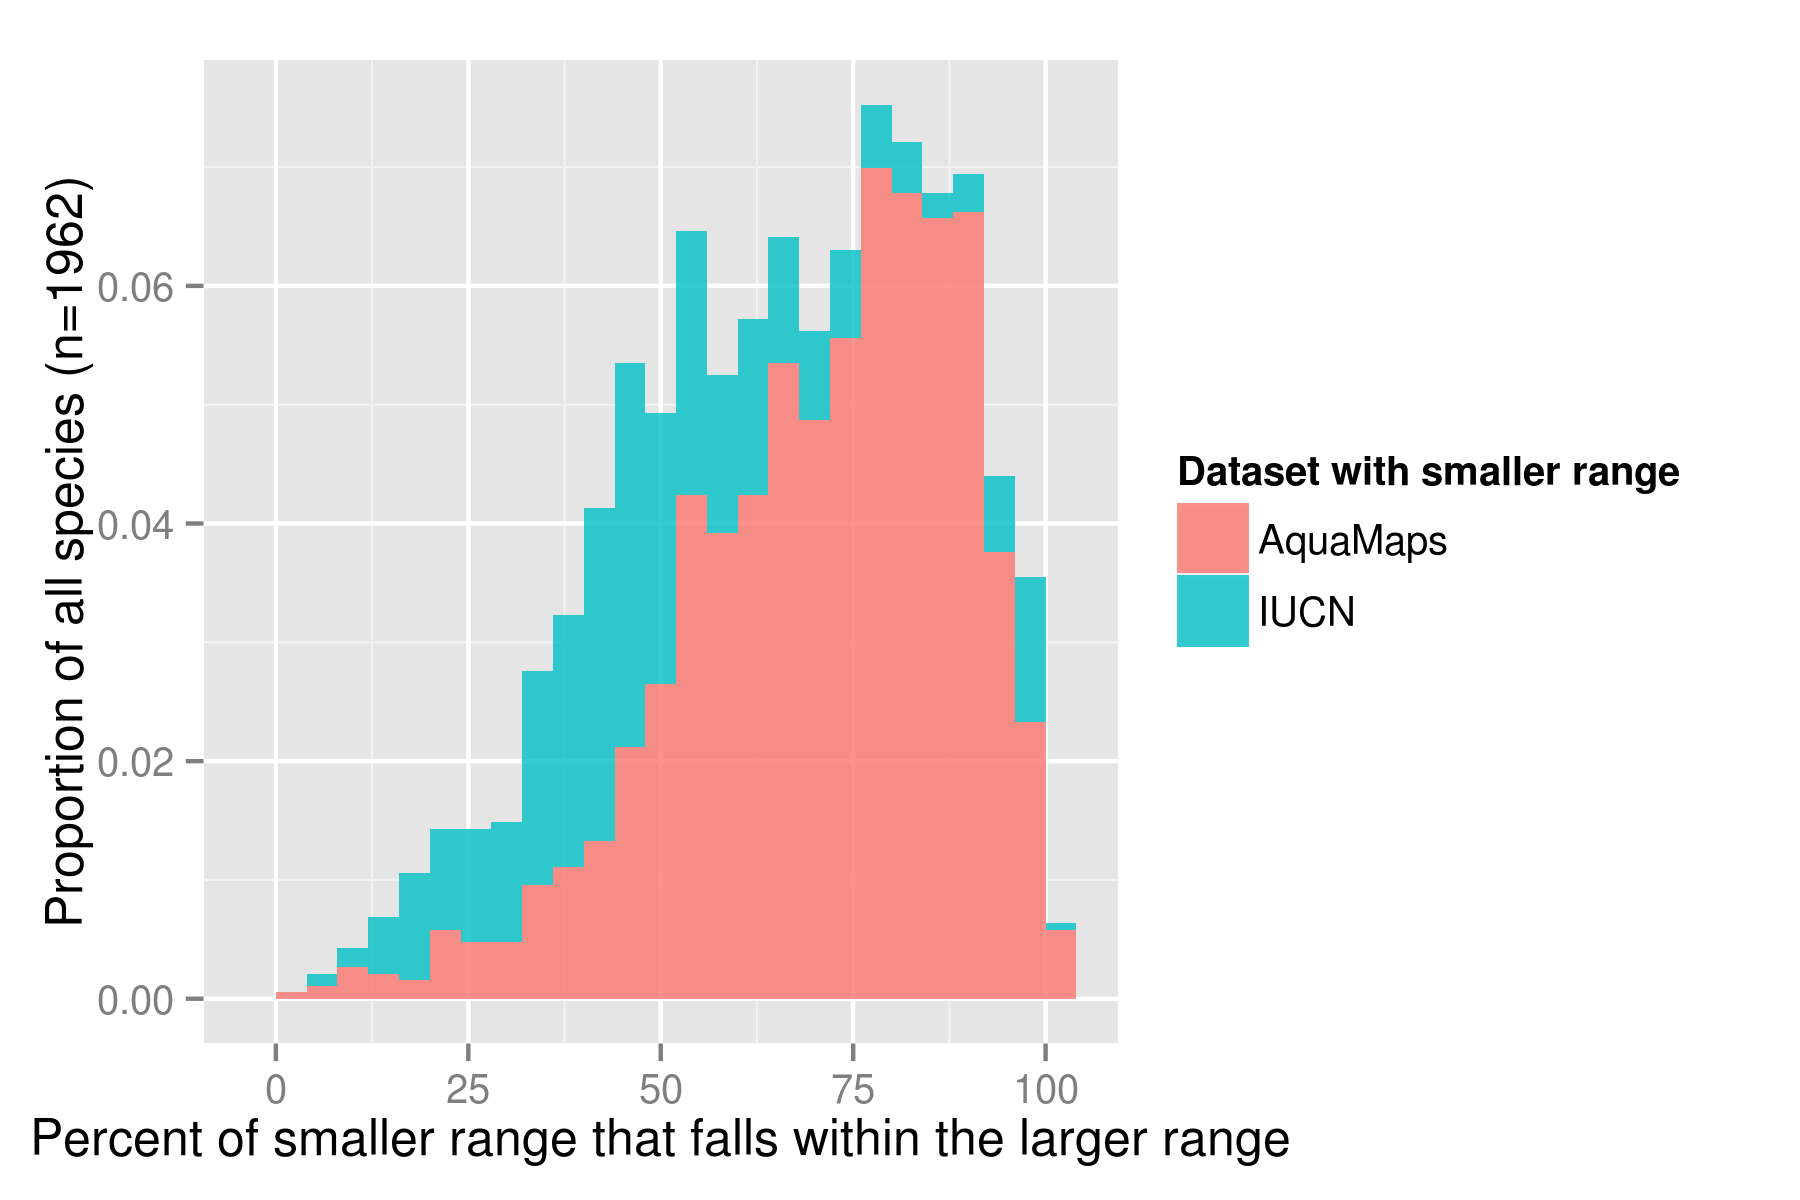 Proportion of all species (n=1962)
0.06
0.04
0.02
0.00
0 25 50 75 100
Percent of smaller range that falls within the larger range
Dataset with smaller range
AquaMaps
IUCN